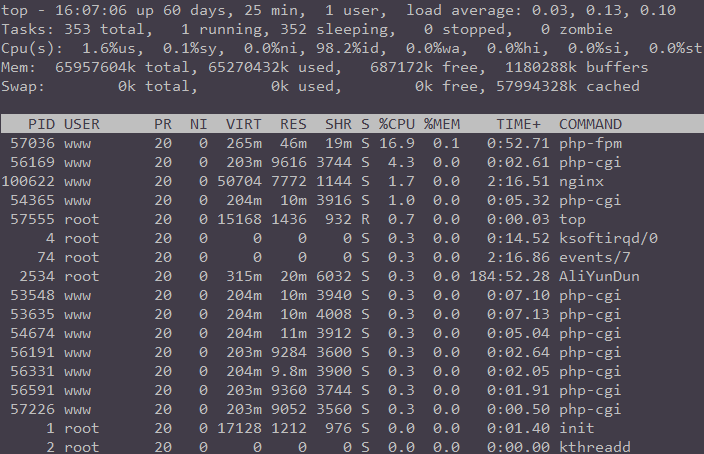 top - 16:07:06 up 60 days, 25 min,  1 user,  load average: 0.03, 0.13, 0.10
Tasks: 353 total,   1 running, 352 sleeping,   0 stopped,   0 zombie
Cpu(s):  1.6%us,  0.1%sy,  0.0%ni, 98.2%id,  0.0%wa,  0.0%hi,  0.0%si,  0.0%st
Mem:  65957604k total, 65270432k used,   687172k free,  1180288k buffers
Swap:        0k total,        0k used,        0k free, 57994328k cached
   PID USER      PR  NI  VIRT  RES  SHR S %CPU %MEM    TIME+  COMMAND
 57036 www       20   0  265m  46m  19m S 16.9  0.1   0:52.71 php-fpm
 56169 www       20   0  203m 9616 3744 S  4.3  0.0   0:02.61 php-cgi
100622 www       20   0 50704 7772 1144 S  1.7  0.0   2:16.51 nginx
 54365 www       20   0  204m  10m 3916 S  1.0  0.0   0:05.32 php-cgi
 57555 root      20   0 15168 1436  932 R  0.7  0.0   0:00.03 top
     4 root      20   0     0    0    0 S  0.3  0.0   0:14.52 ksoftirqd/0
    74 root      20   0     0    0    0 S  0.3  0.0   2:16.86 events/7
  2534 root      20   0  315m  20m 6032 S  0.3  0.0 184:52.28 AliYunDun
 53548 www       20   0  204m  10m 3940 S  0.3  0.0   0:07.10 php-cgi
 53635 www       20   0  204m  10m 4008 S  0.3  0.0   0:07.13 php-cgi
 54674 www       20   0  204m  11m 3912 S  0.3  0.0   0:05.04 php-cgi
 56191 www       20   0  203m 9284 3600 S  0.3  0.0   0:02.64 php-cgi
 56331 www       20   0  204m 9.8m 3900 S  0.3  0.0   0:02.05 php-cgi
 56591 www       20   0  203m 9360 3744 S  0.3  0.0   0:01.91 php-cgi
 57226 www       20   0  203m 9052 3560 S  0.3  0.0   0:00.50 php-cgi
     1 root      20   0 17128 1212  976 S  0.0  0.0   0:01.40 init
     2 root      20   0     0    0    0 S  0.0  0.0   0:00.00 kthreadd